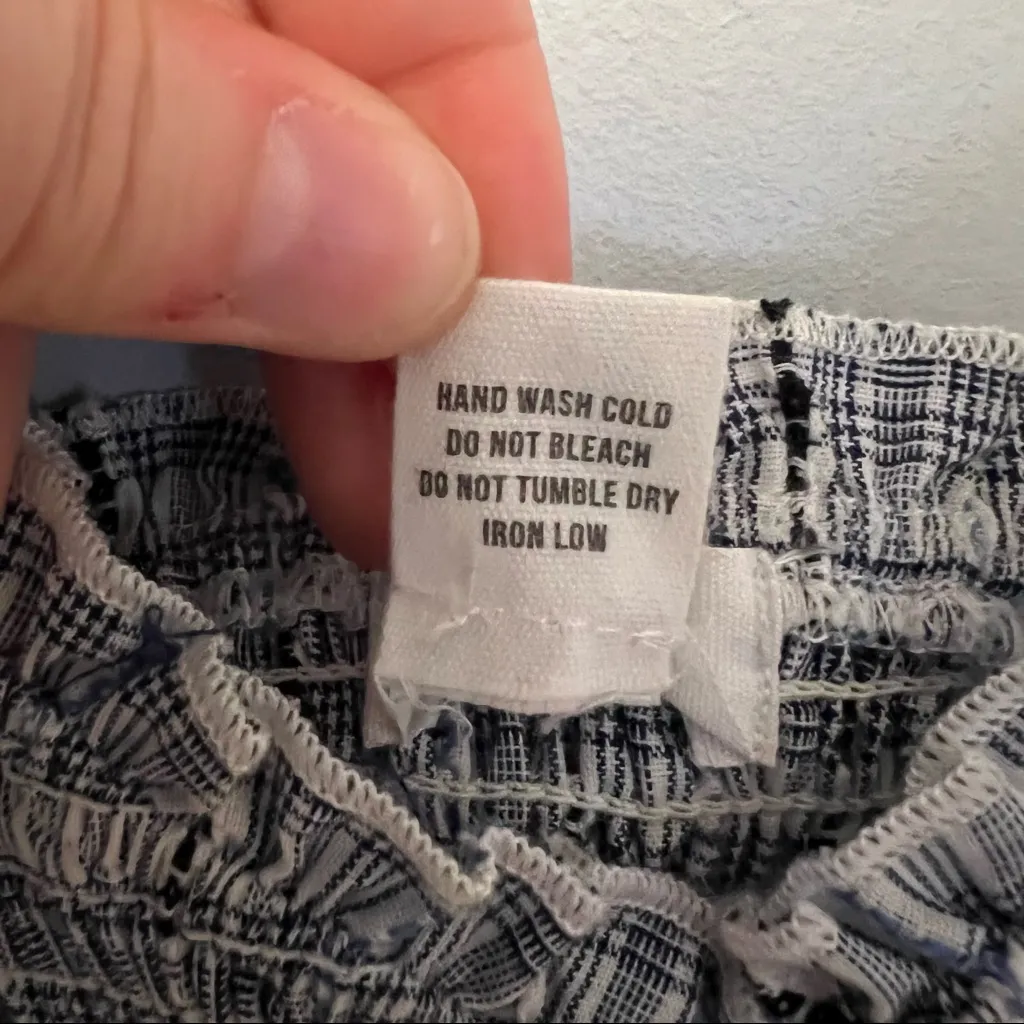 HAND WASH COLD
DO NOT BLEACH
DO NOT TUMBLE DRY
IRON LOW